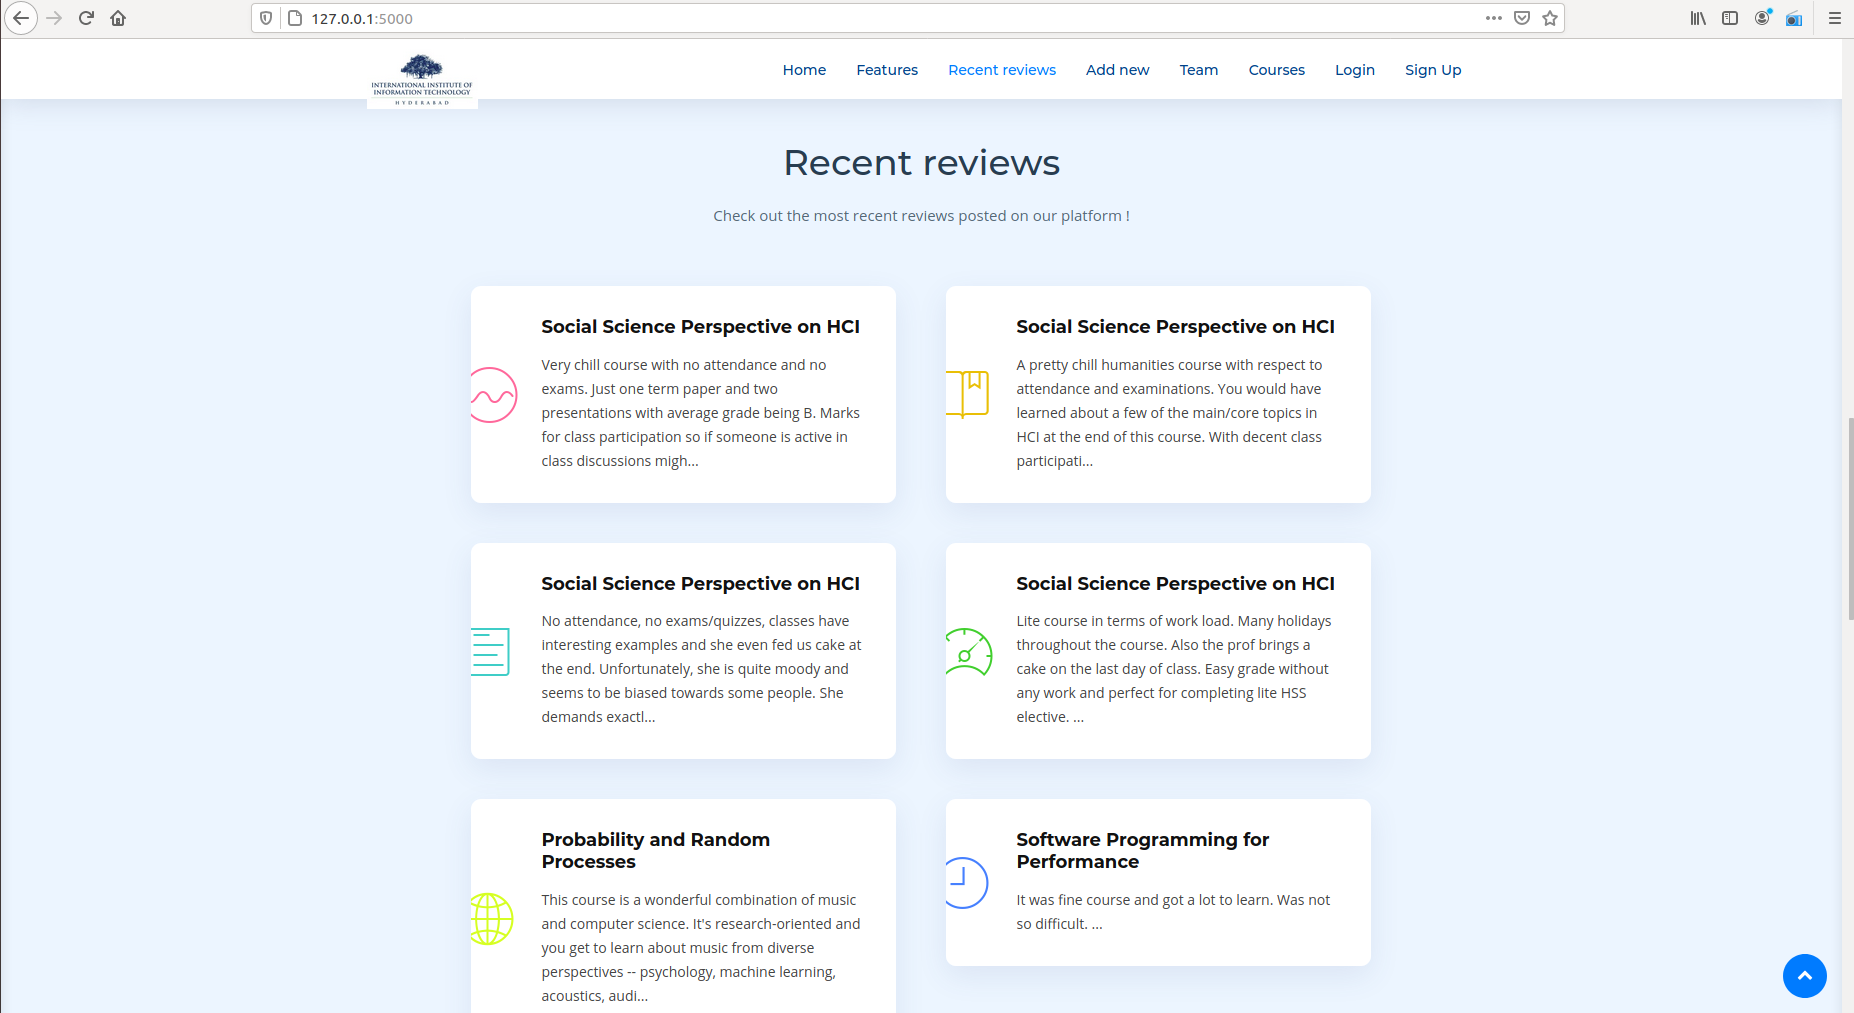 127.0.0.1:5000
INTERNATIONAL INSTITUTE OF
INFORMATION TECHNOLOGY
HYDERABAD
Home Features Recent reviews Add new Team Courses Login Sign Up
Recent reviews
Check out the most recent reviews posted on our platform !
Social Science Perspective on HCI
Very chill course with no attendance and no
exams. Just one term paper and two
presentations with average grade being B. Marks
for class participation so if someone is active in
class discussions migh...
Social Science Perspective on HCI
A pretty chill humanities course with respect to
attendance and examinations. You would have
learned about a few of the main/core topics in
HCI at the end of this course. With decent class
participati...
Social Science Perspective on HCI
No attendance, no exams/quizzes, classes have
interesting examples and she even fed us cake at
the end. Unfortunately, she is quite moody and
seems to be biased towards some people. She
demands exactl...
Social Science Perspective on HCI
Lite course in terms of work load. Many holidays
throughout the course. Also the prof brings a
cake on the last day of class. Easy grade without
any work and perfect for completing lite HSS
elective. ...
Probability and Random
Processes
This course is a wonderful combination of music
and computer science. It's research-oriented and
you get to learn about music from diverse
perspectives -- psychology, machine learning,
acoustics, audi...
Software Programming for
Performance
It was fine course and got a lot to learn. Was not
so difficult. ...